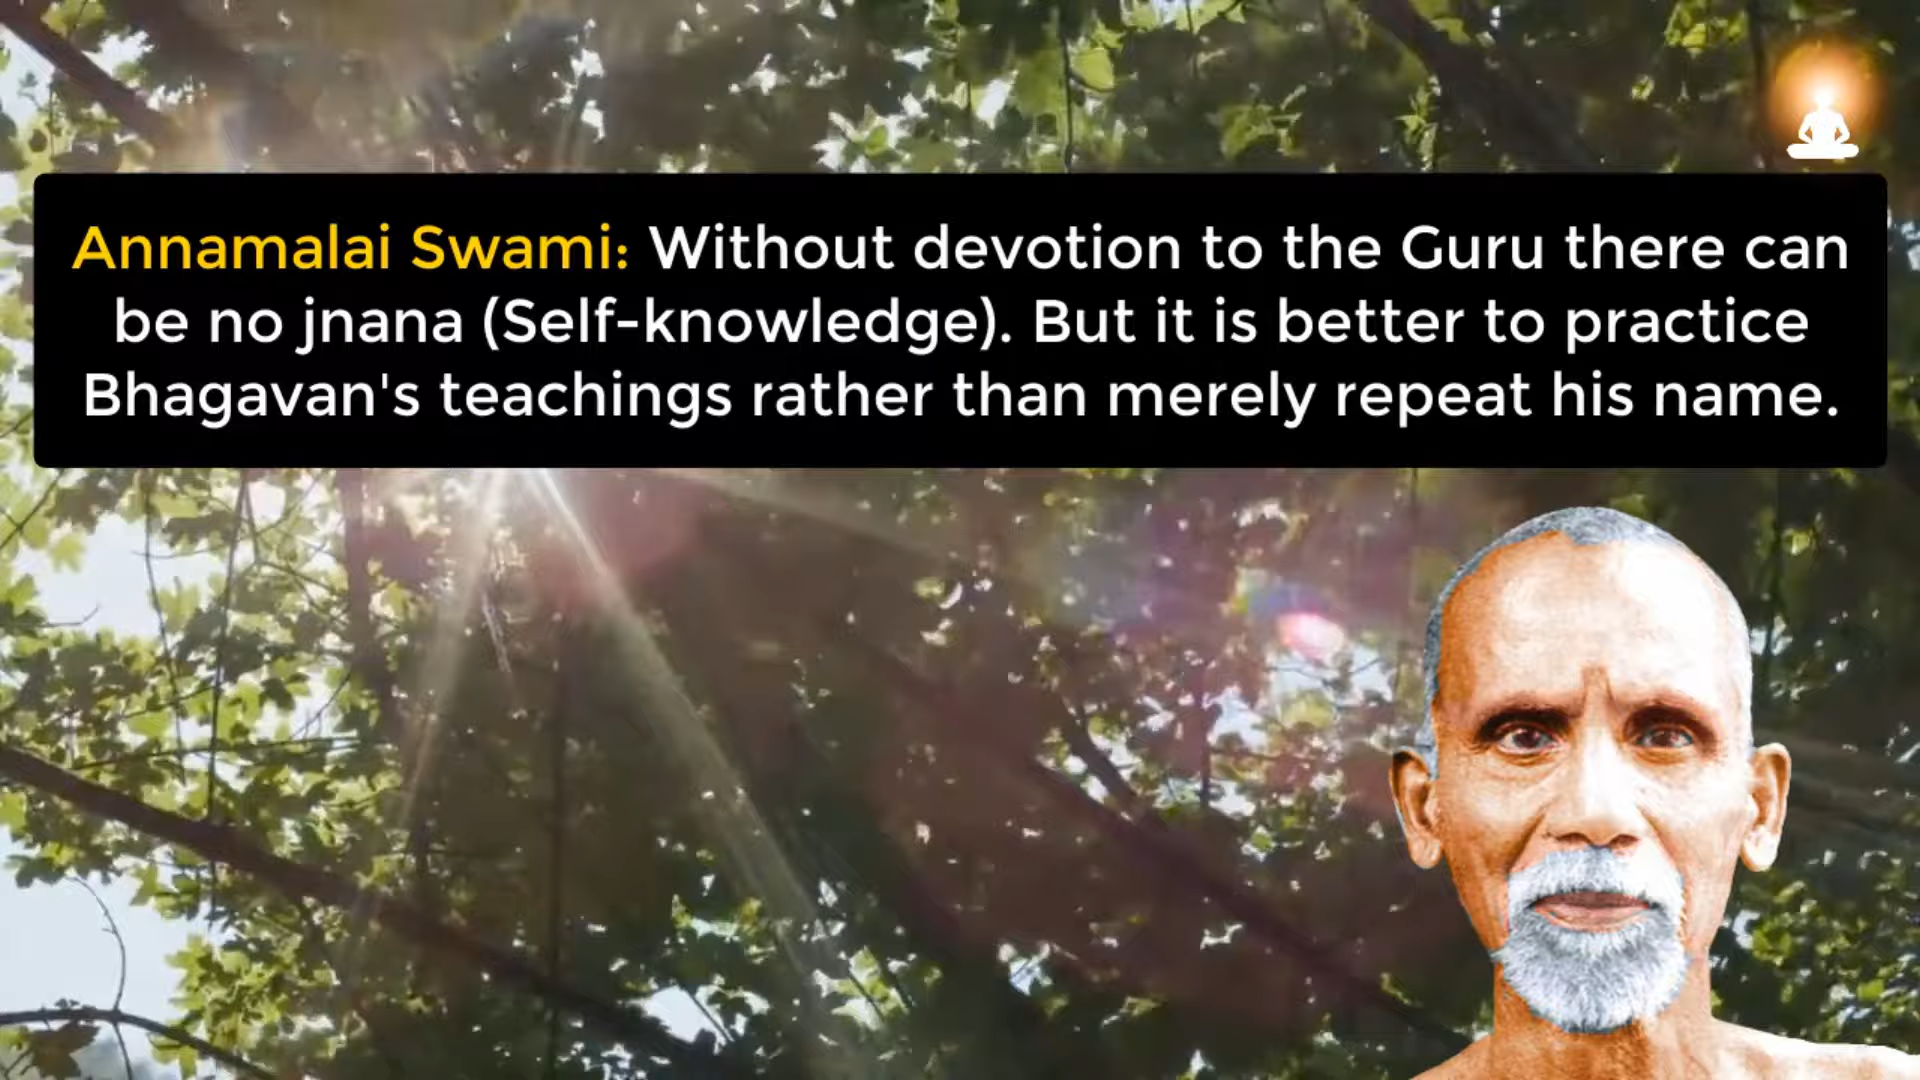 Annamalai Swami: Without devotion to the Guru there can
be no jnana (Self-knowledge). But it is better to practice
Bhagavan's teachings rather than merely repeat his name.